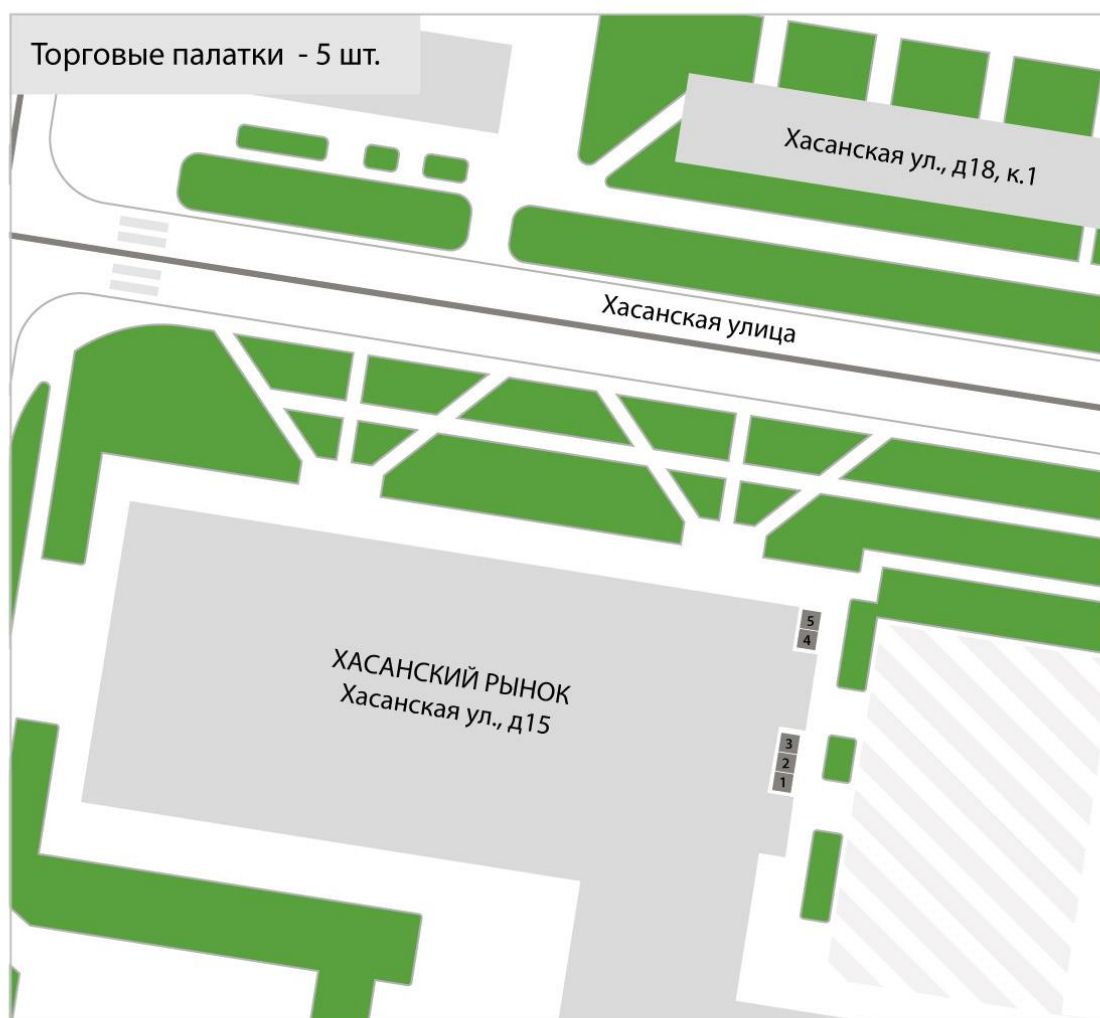 Торговые палатки - 5 шт.
Хасанская ул., д18, к.1
Хасанская улица
5
4
ХАСАНСКИЙ РЫНОК
Хасанская ул., д15
3
2
1